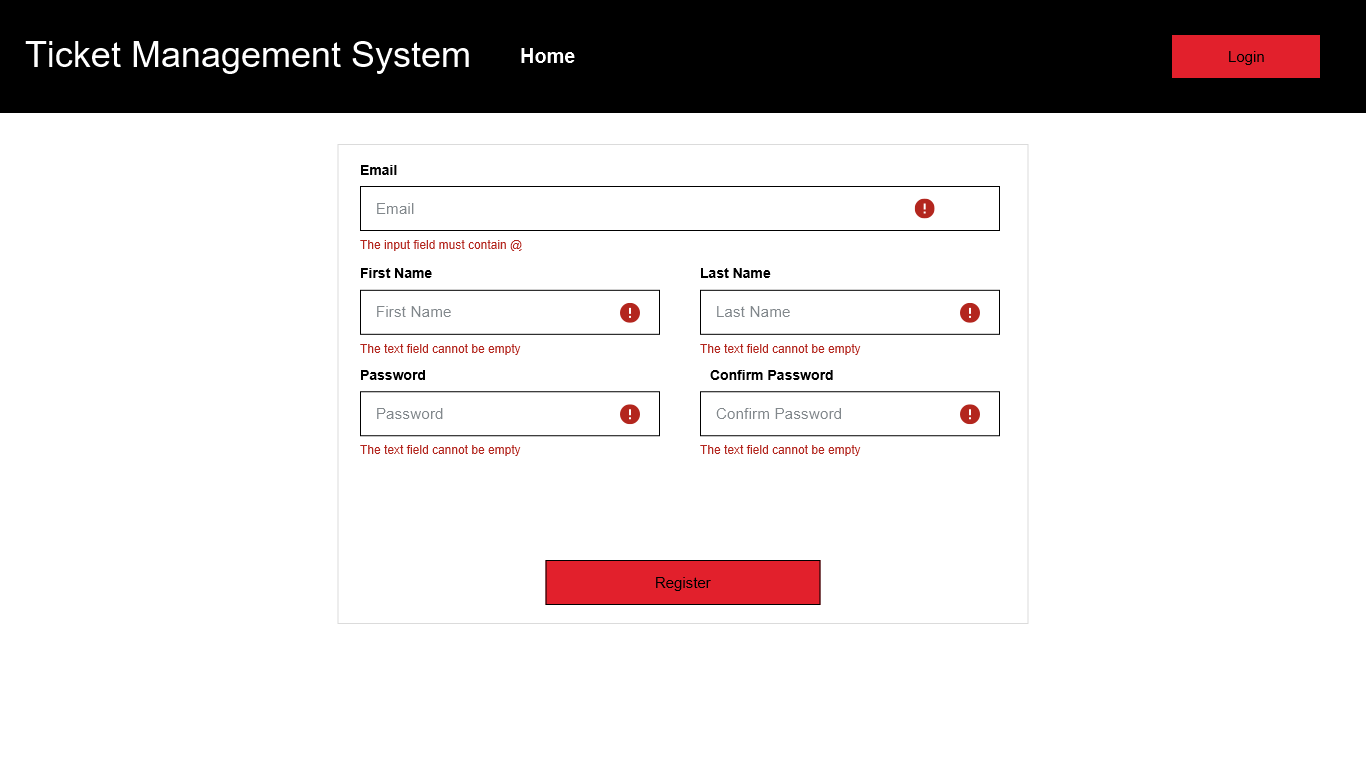 Ticket Management System
Home
Login
Email
Email
The input field must contain @
First Name
Last Name
First Name
Last Name
The text field cannot be empty
The text field cannot be empty
Password
Confirm Password
Password
Confirm Password
The text field cannot be empty
The text field cannot be empty
Register